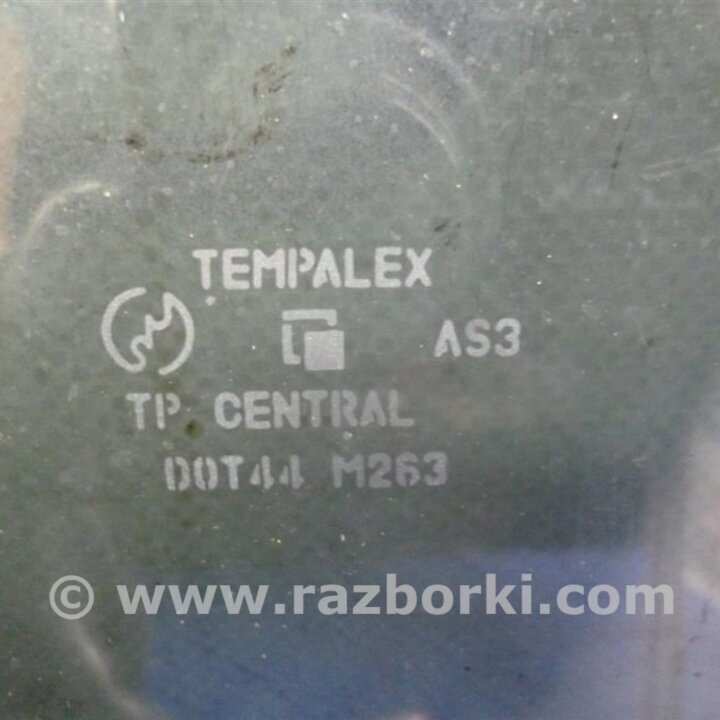 TEMPALEX
AS3
TP CENTRAL
DOT44 M263
© www.razborki.com